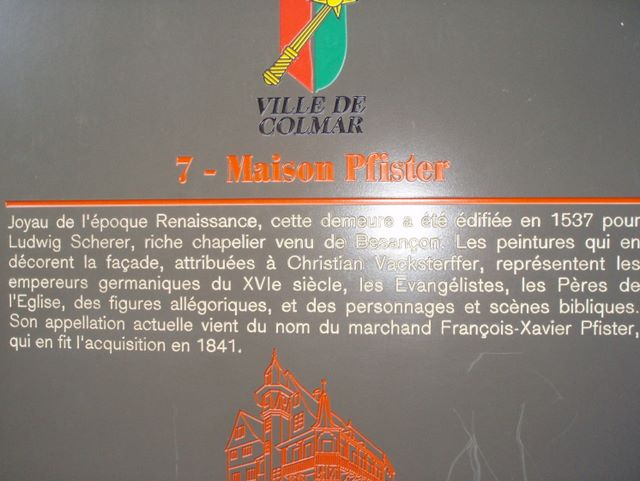 VILLE DE
COLMAR
7 - Maison Pfister
Joyau de l'époque Renaissance, cette demeure a été édifiée en 1537 pour
Ludwig Scherer, riche chapelier venu de Besançon. Les peintures qui en
décorent la façade, attribuées à Christian Vacksterffer, représentent les
empereurs germaniques du XVIe siècle, les Evangélistes, les Pères de
l'Eglise, des figures allégoriques, et des personnages et scènes bibliques.
Son appellation actuelle vient du nom du marchand François-Xavier Pfister,
qui en fit l'acquisition en 1841.